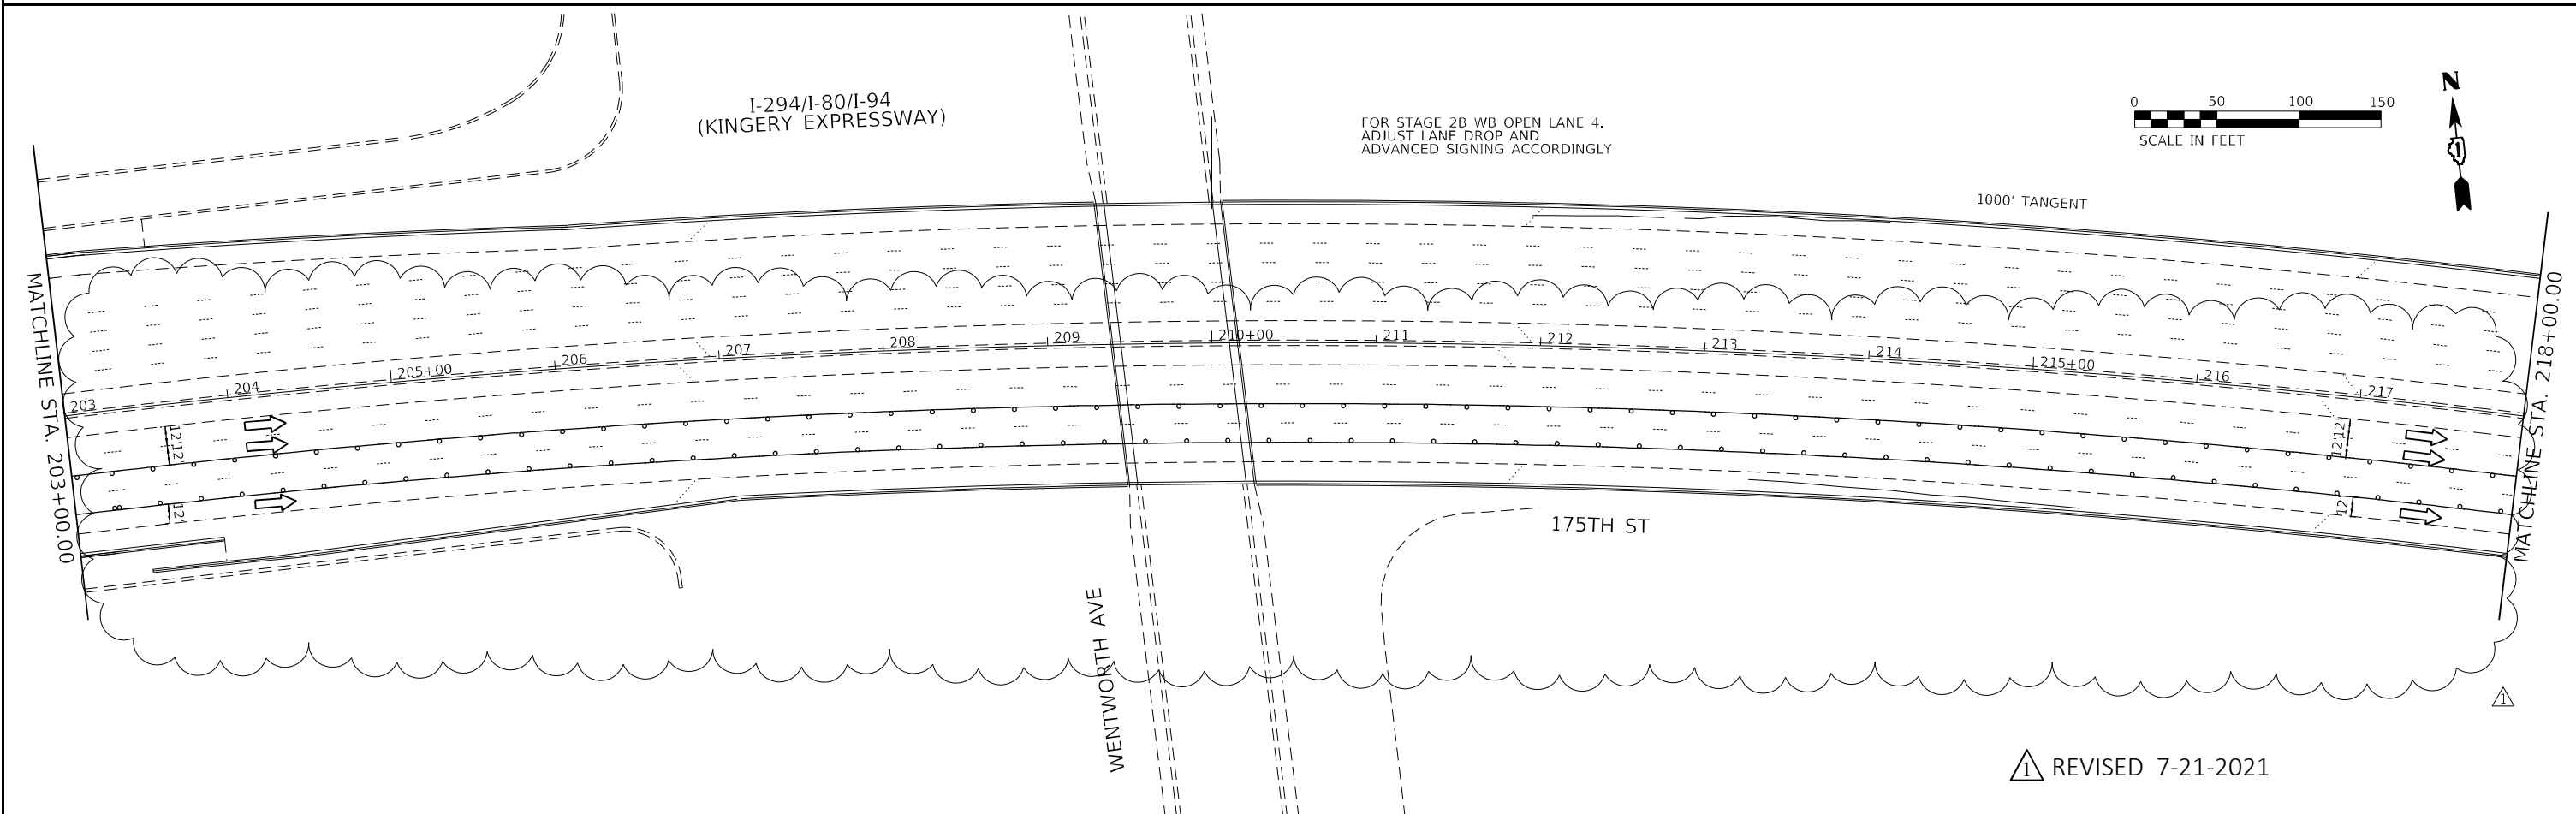 I-294/I-80/I-94
(KINGERY EXPRESSWAY)
FOR STAGE 2B WB OPEN LANE 4.
ADJUST LANE DROP AND
ADVANCED SIGNING ACCORDINGLY
0 50 100 150
SCALE IN FEET
N
1000' TANGENT
MATCHLINE STA. 203+00.00
203
204
205+00
206
207
208
209
210+00
211
212
213
214
215+00
216
217
MATCHLINE STA. 218+00.00
12'
12'
12'
12'
12'
12'
175TH ST
WENTWORTH AVE
1
1 REVISED 7-21-2021